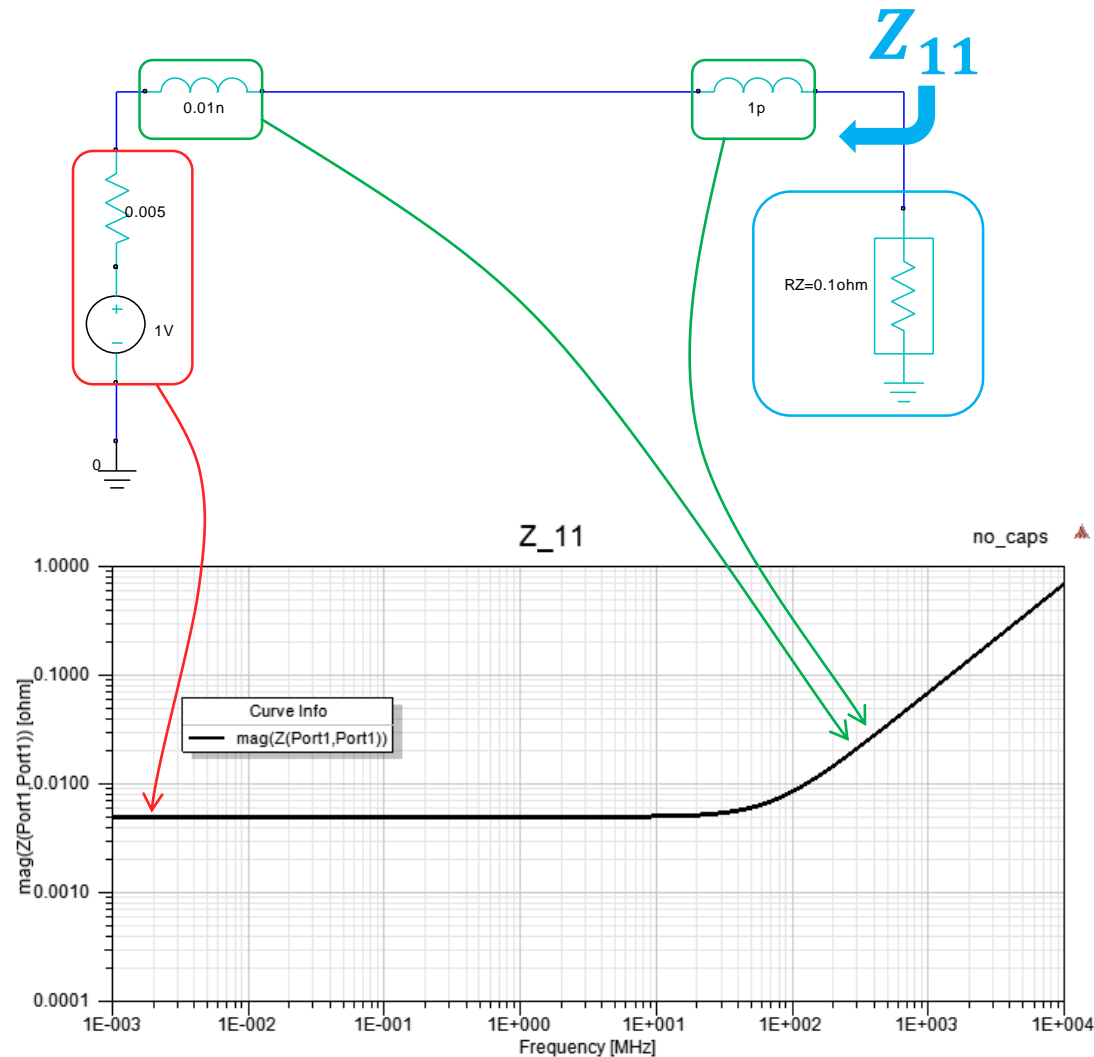 Z11
0.01n
1p
0.005
RZ=0.1ohm
1V
0
Z_11
no_caps
1.0000
0.1000
0.0100
0.0010
0.0001
mag(Z(Port1,Port1)) [ohm]
Curve Info
mag(Z(Port1,Port1))
1E-003 1E-002 1E-001 1E+000 1E+001 1E+002 1E+003 1E+004
Frequency [MHz]